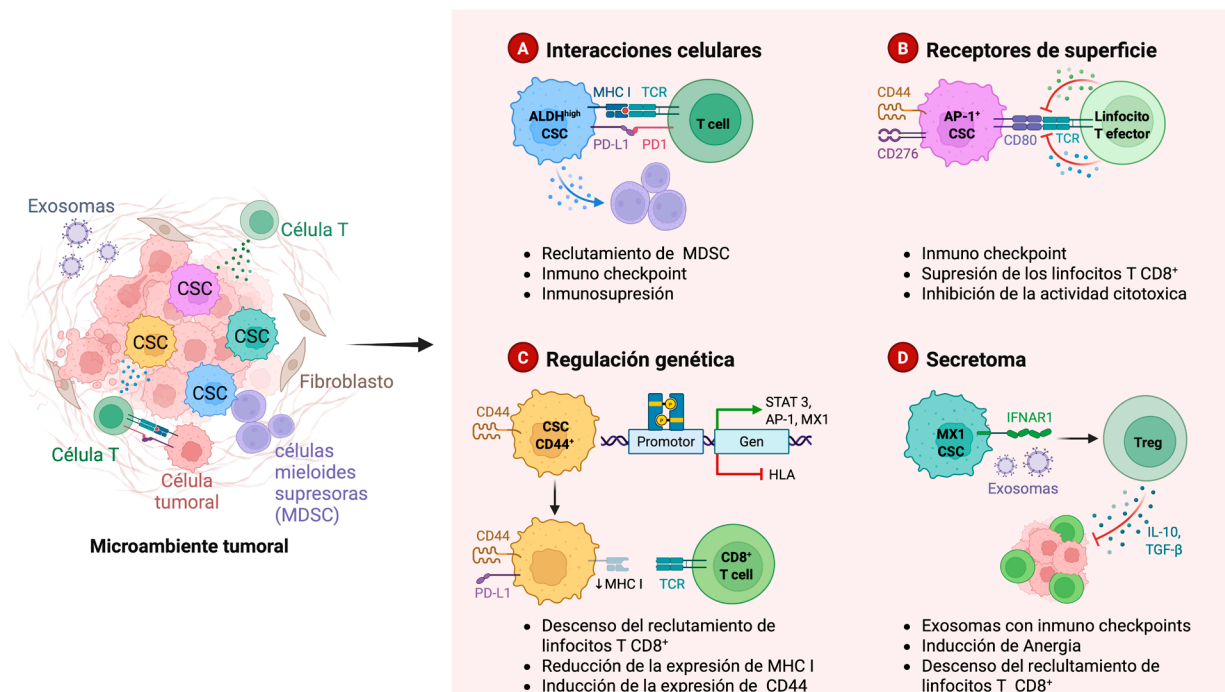 Exosomas
Célula T
CSC
CSC
CSC
CSC
Fibroblasto
Célula T
Célula
tumoral
células
mieloides
supresoras
(MDSC)
Microambiente tumoral
A Interacciones celulares
MHC I TCR
ALDHhigh
CSC
T cell
PD-L1 PD1
• Reclutamiento de MDSC
• Inmuno checkpoint
• Inmunosupresión
B Receptores de superficie
CD44
AP-1⁺
CSC
Linfocito
T efector
CD80
TCR
CD276
• Inmuno checkpoint
• Supresión de los linfocitos T CD8⁺
• Inhibición de la actividad citotoxica
C Regulación genética
CD44
CSC
CD44⁺
P
P
Promotor
Gen
STAT 3,
AP-1, MX1
HLA
CD44
PD-L1
↓MHC I
TCR
CD8⁺
T cell
• Descenso del reclutamiento de
linfocitos T CD8⁺
• Reducción de la expresión de MHC I
• Inducción de la expresión de CD44
D Secretoma
MX1
CSC
IFNAR1
Treg
Exosomas
IL-10,
TGF-β
• Exosomas con inmuno checkpoints
• Inducción de Anergia
• Descenso del reclultamiento de
linfocitos T CD8⁺